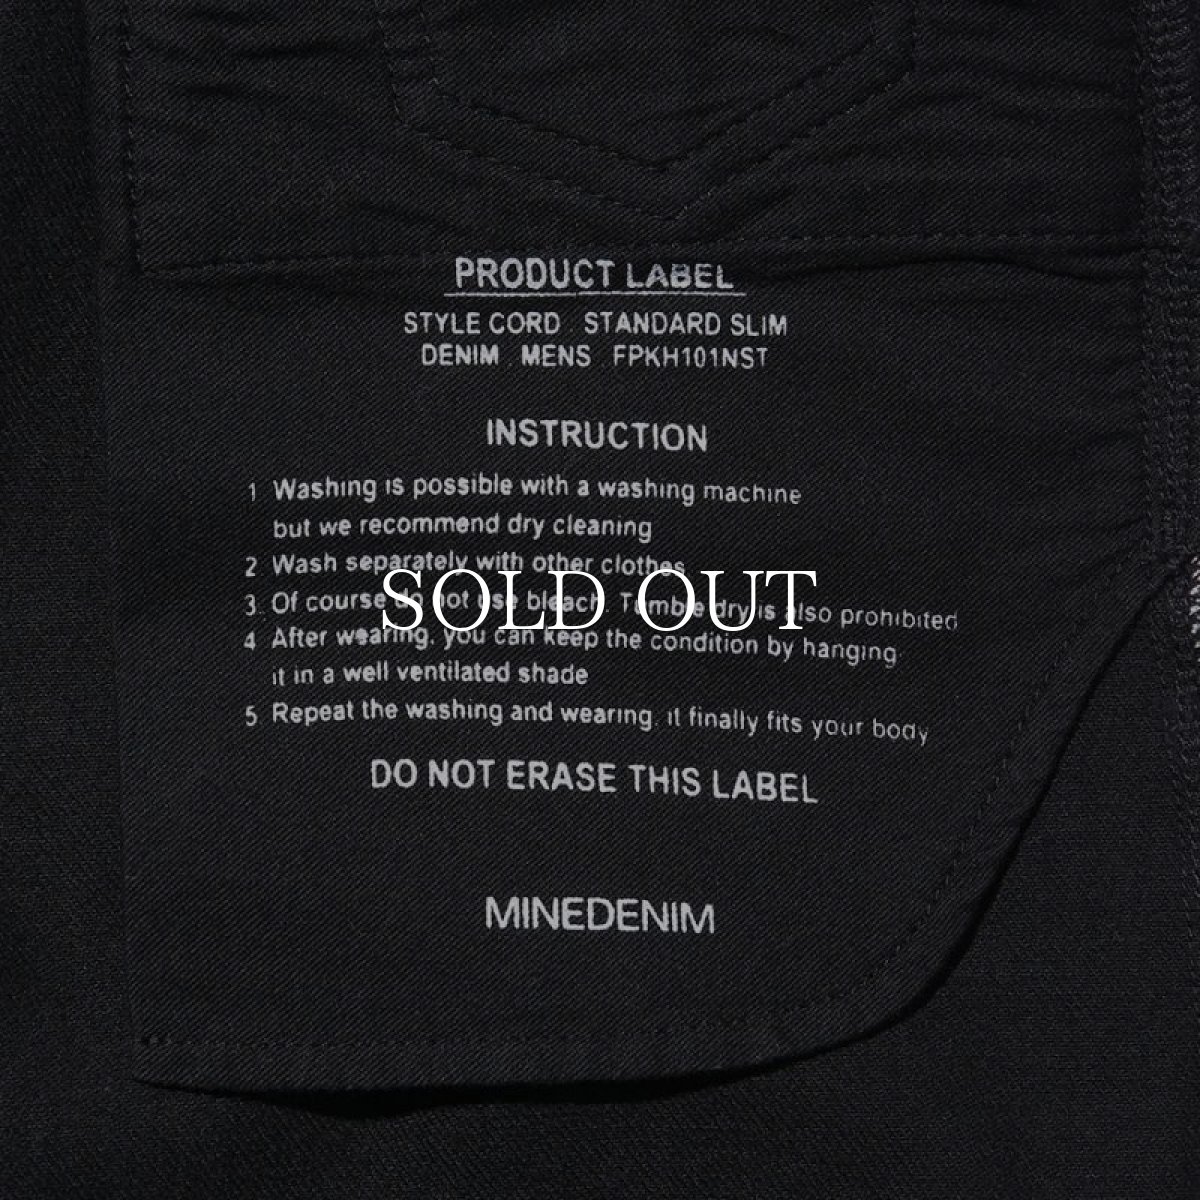 PRODUCT LABEL
STYLE CORD . STANDARD SLIM
DENIM . MENS . FPKH101NST
INSTRUCTION
1 Washing is possible with a washing machine
but we recommend dry cleaning
2 Wash separately with other clothes
SOLD OUT
3. Of course do not use bleach. Tumble dry is also prohibited
4 After wearing, you can keep the condition by hanging
it in a well ventilated shade
5 Repeat the washing and wearing. it finally fits your body
DO NOT ERASE THIS LABEL
MINEDENIM